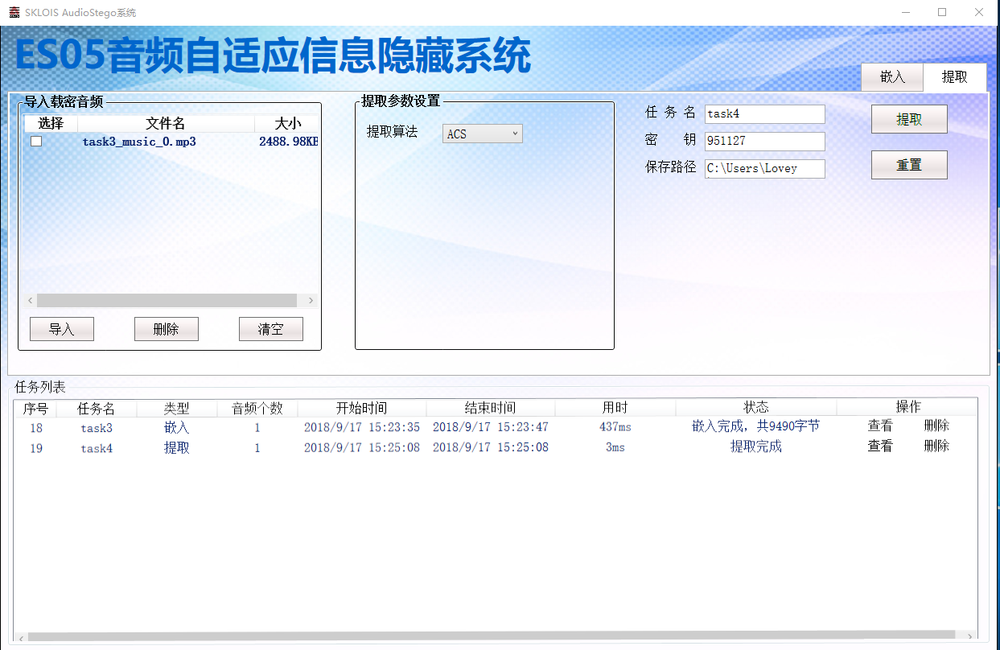 SKLOIS AudioStego系统
ES05音频自适应信息隐藏系统
嵌入 提取
导入载密音频
选择 文件名 大小
task3_music_0.mp3 2488.98KB
导入 删除 清空
提取参数设置
提取算法 ACS
任务名 task4
密钥 951127
保存路径 C:\Users\Lovey
提取
重置
任务列表
序号 任务名 类型 音频个数 开始时间 结束时间 用时 状态 操作
18 task3 嵌入 1 2018/9/17 15:23:35 2018/9/17 15:23:47 437ms 嵌入完成，共9490字节 查看 删除
19 task4 提取 1 2018/9/17 15:25:08 2018/9/17 15:25:08 3ms 提取完成 查看 删除